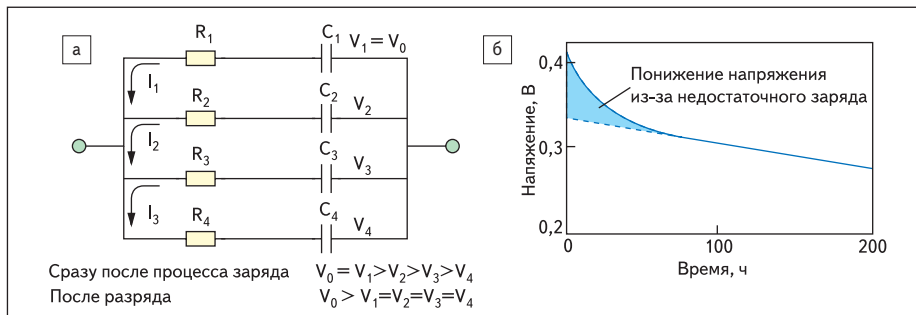 а
R₁
C₁
V₁ = V₀
I₁
R₂
C₂
V₂
I₂
R₃
C₃
V₃
I₃
R₄
C₄
V₄
Сразу после процесса заряда V₀ = V₁ > V₂ > V₃ > V₄
После разряда V₀ > V₁ = V₂ = V₃ = V₄
б
Напяжение, В
0,4
0,3
0,2
Понижение напряжения
из-за недостаточного заряда
0
100
200
Время, ч